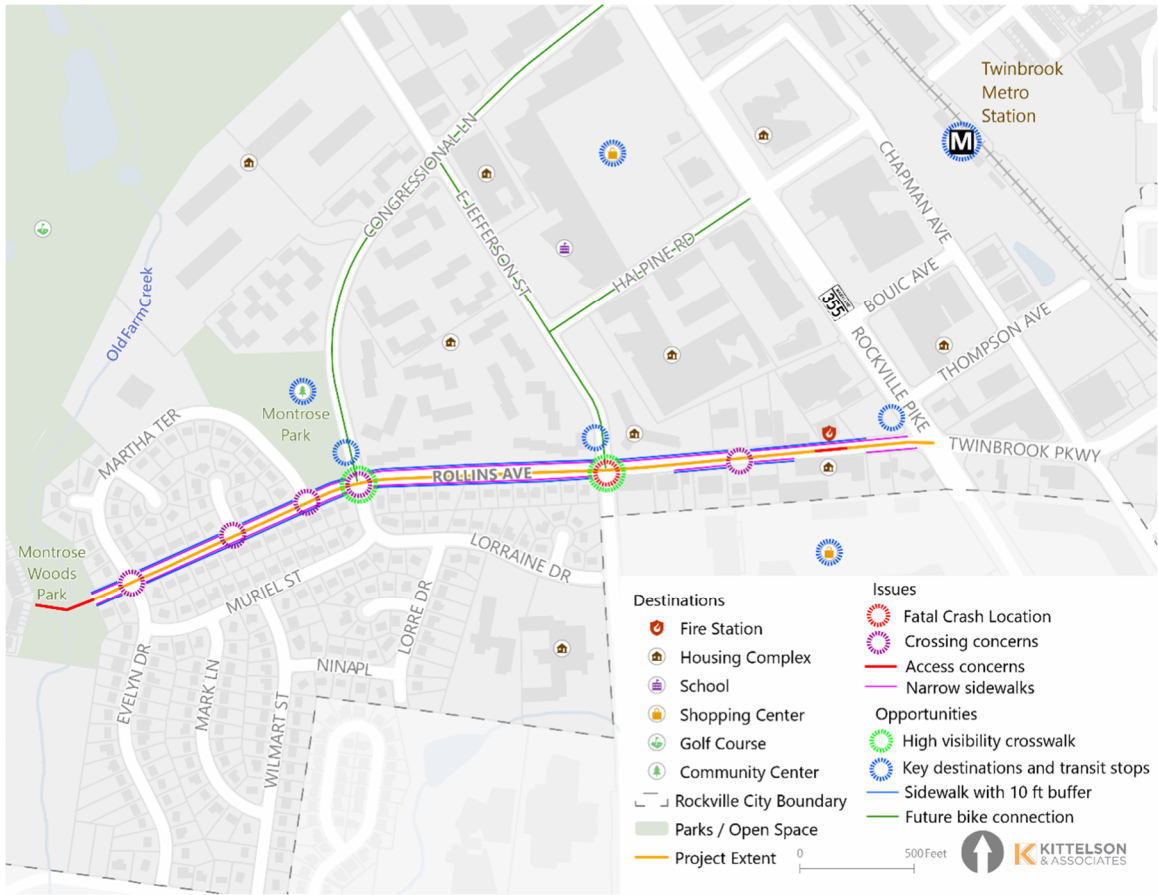 Twinbrook
Metro
Station
M
CONGRESSIONAL LN
CHAPMAN AVE
E JEFFERSON ST
HALPINE RD
BOUIC AVE
355
Old Farm Creek
THOMPSON AVE
ROCKVILLE PIKE
Montrose
Park
MARTHA TER
TWINBROOK PKWY
ROLLINS AVE
Montrose
Woods
Park
LORRAINE DR
MURIEL ST
LORRE DR
NINA PL
EVELYN DR
MARK LN
WILMART ST
Destinations
Fire Station
Housing Complex
School
Shopping Center
Golf Course
Community Center
Rockville City Boundary
Parks / Open Space
Project Extent
Issues
Fatal Crash Location
Crossing concerns
Access concerns
Narrow sidewalks
Opportunities
High visibility crosswalk
Key destinations and transit stops
Sidewalk with 10 ft buffer
Future bike connection
0 500 Feet
KITTELSON
& ASSOCIATES